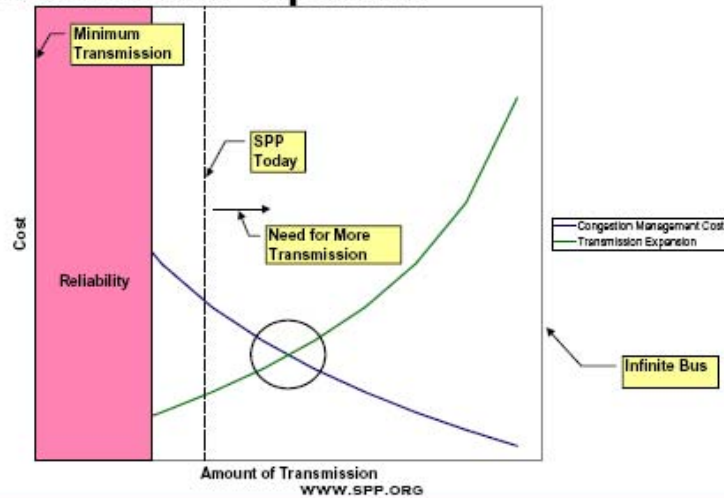 Minimum
Transmission
SPP
Today
Need for More
Transmission
Cost
Reliability
Congestion Management Cost
Transmission Expansion
Infinite Bus
Amount of Transmission
WWW.SPP.ORG